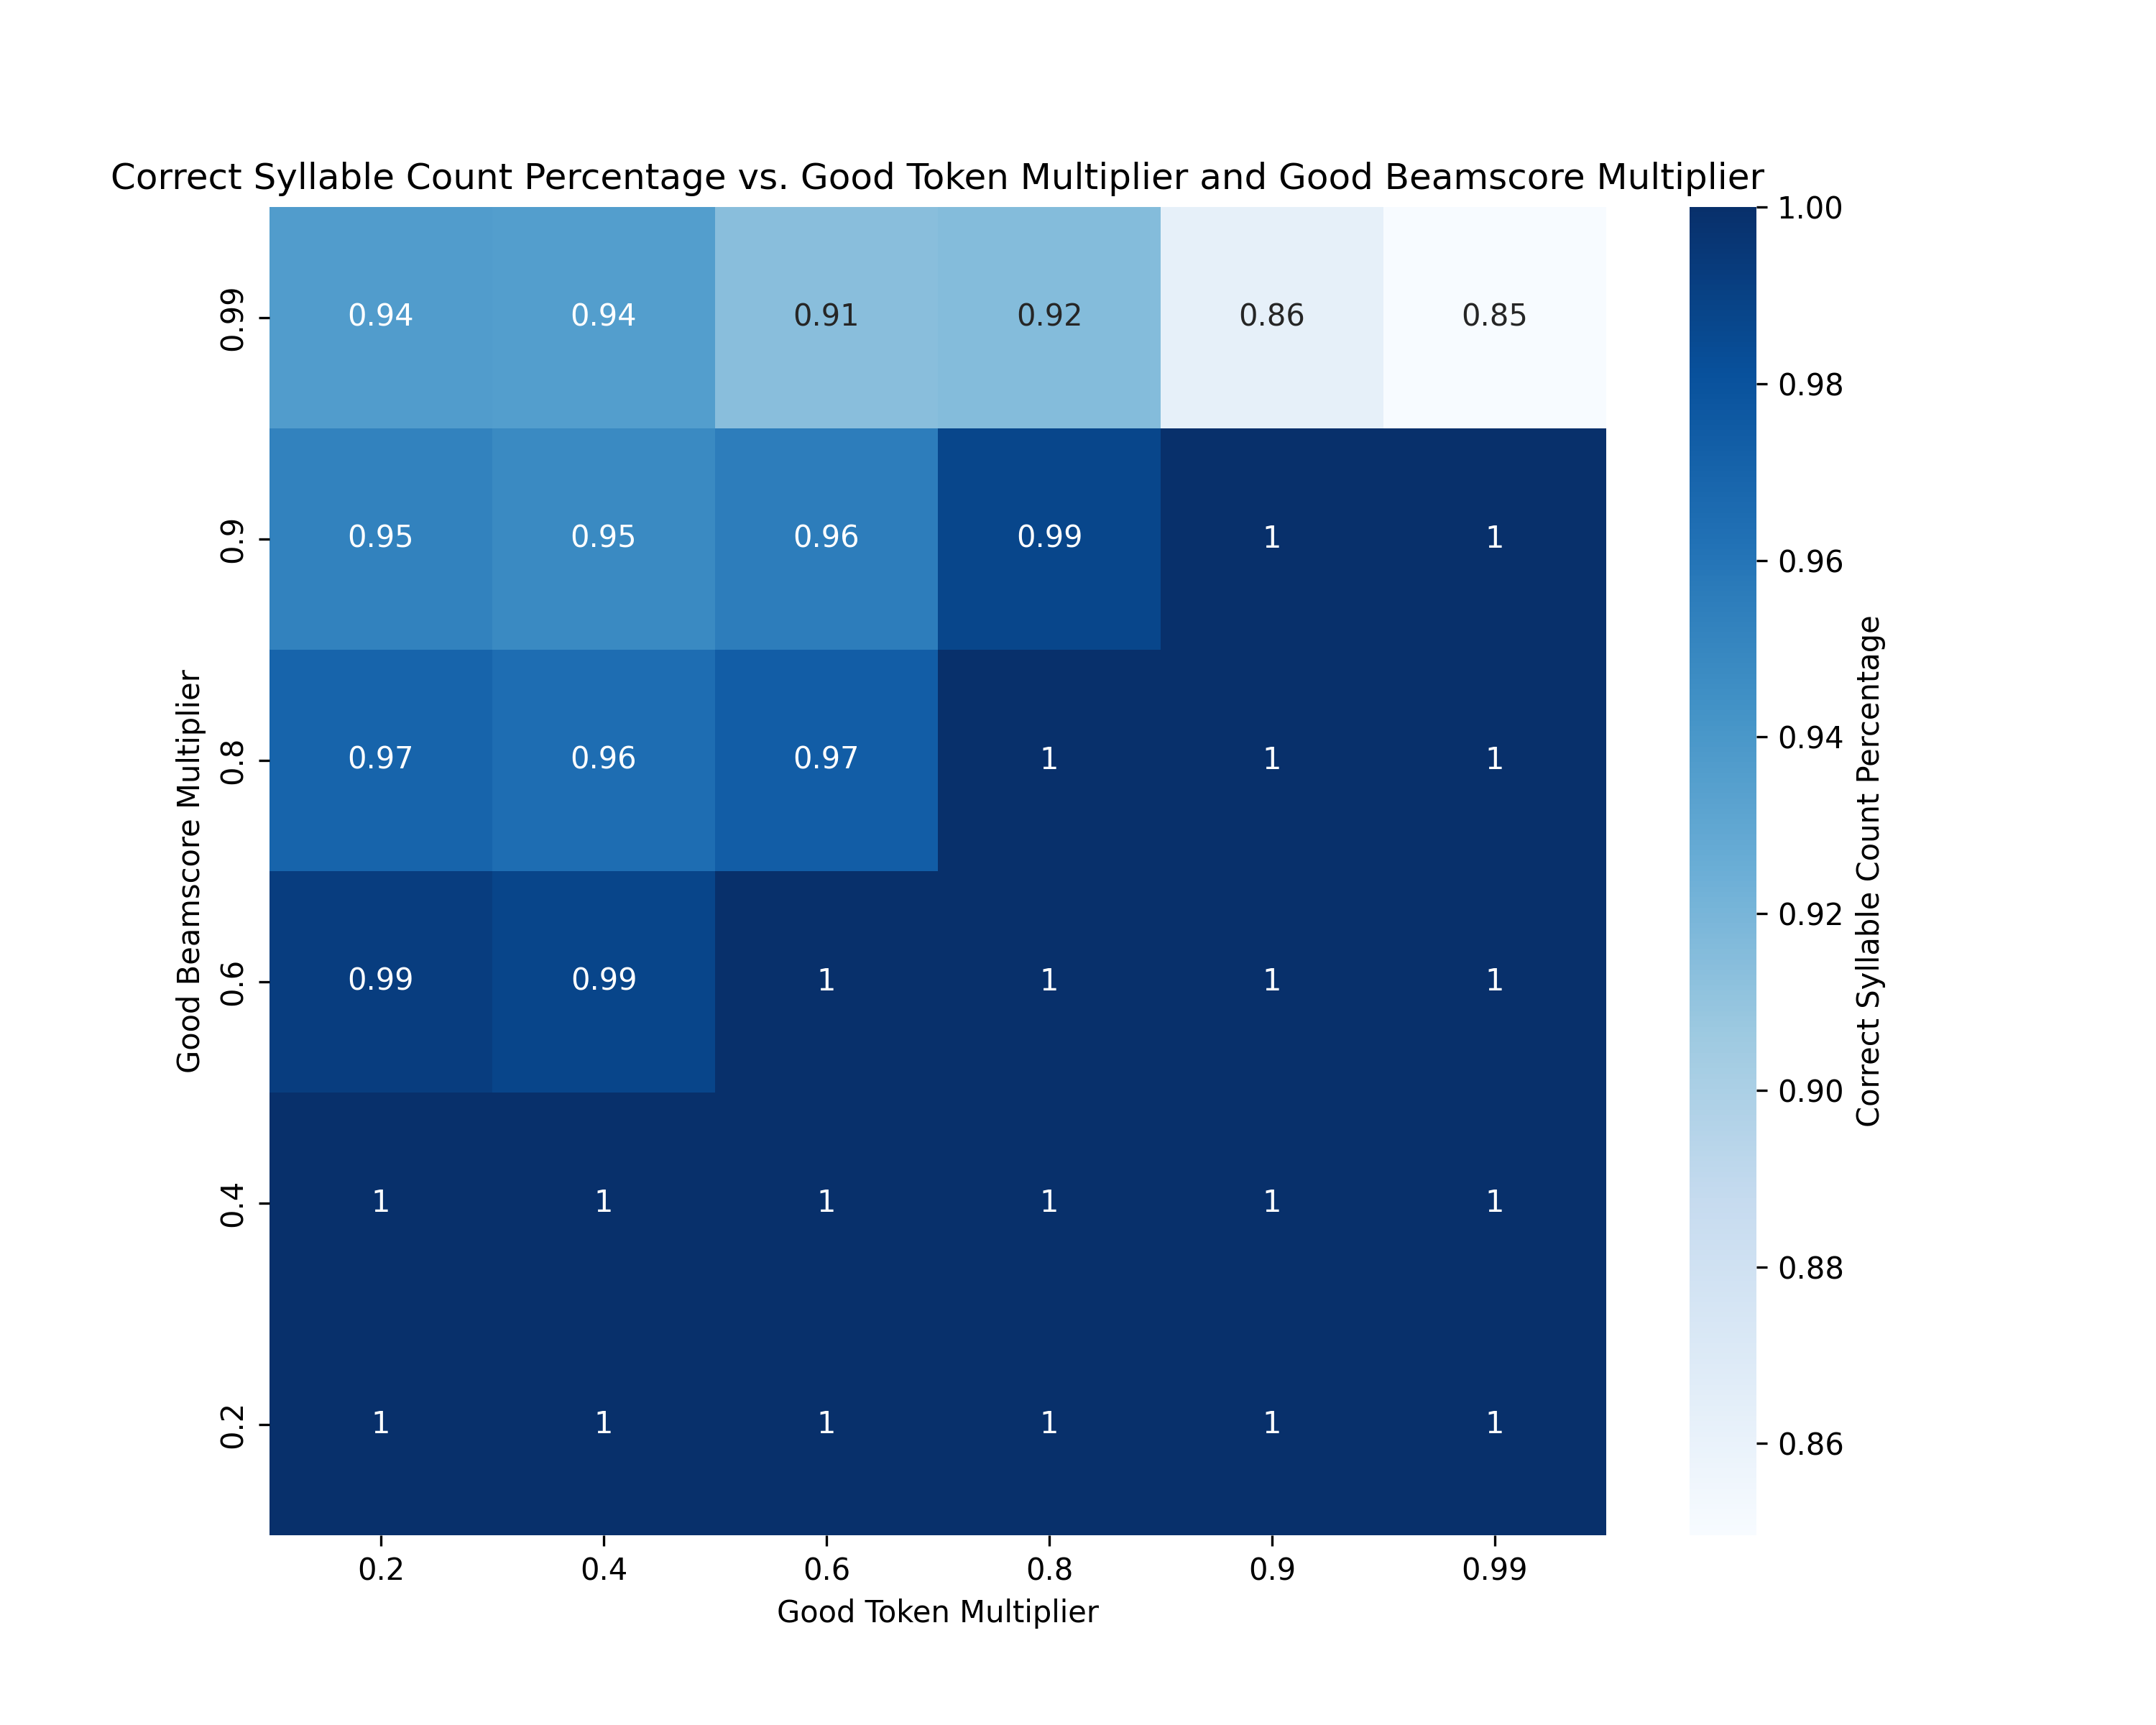 Correct Syllable Count Percentage vs. Good Token Multiplier and Good Beamscore Multiplier
Good Beamscore Multiplier
0.99 0.94 0.94 0.91 0.92 0.86 0.85
0.9 0.95 0.95 0.96 0.99 1 1
0.8 0.97 0.96 0.97 1 1 1
0.6 0.99 0.99 1 1 1 1
0.4 1 1 1 1 1 1
0.2 1 1 1 1 1 1
0.2 0.4 0.6 0.8 0.9 0.99
Good Token Multiplier
1.00
0.98
0.96
0.94
0.92
0.90
0.88
0.86
Correct Syllable Count Percentage